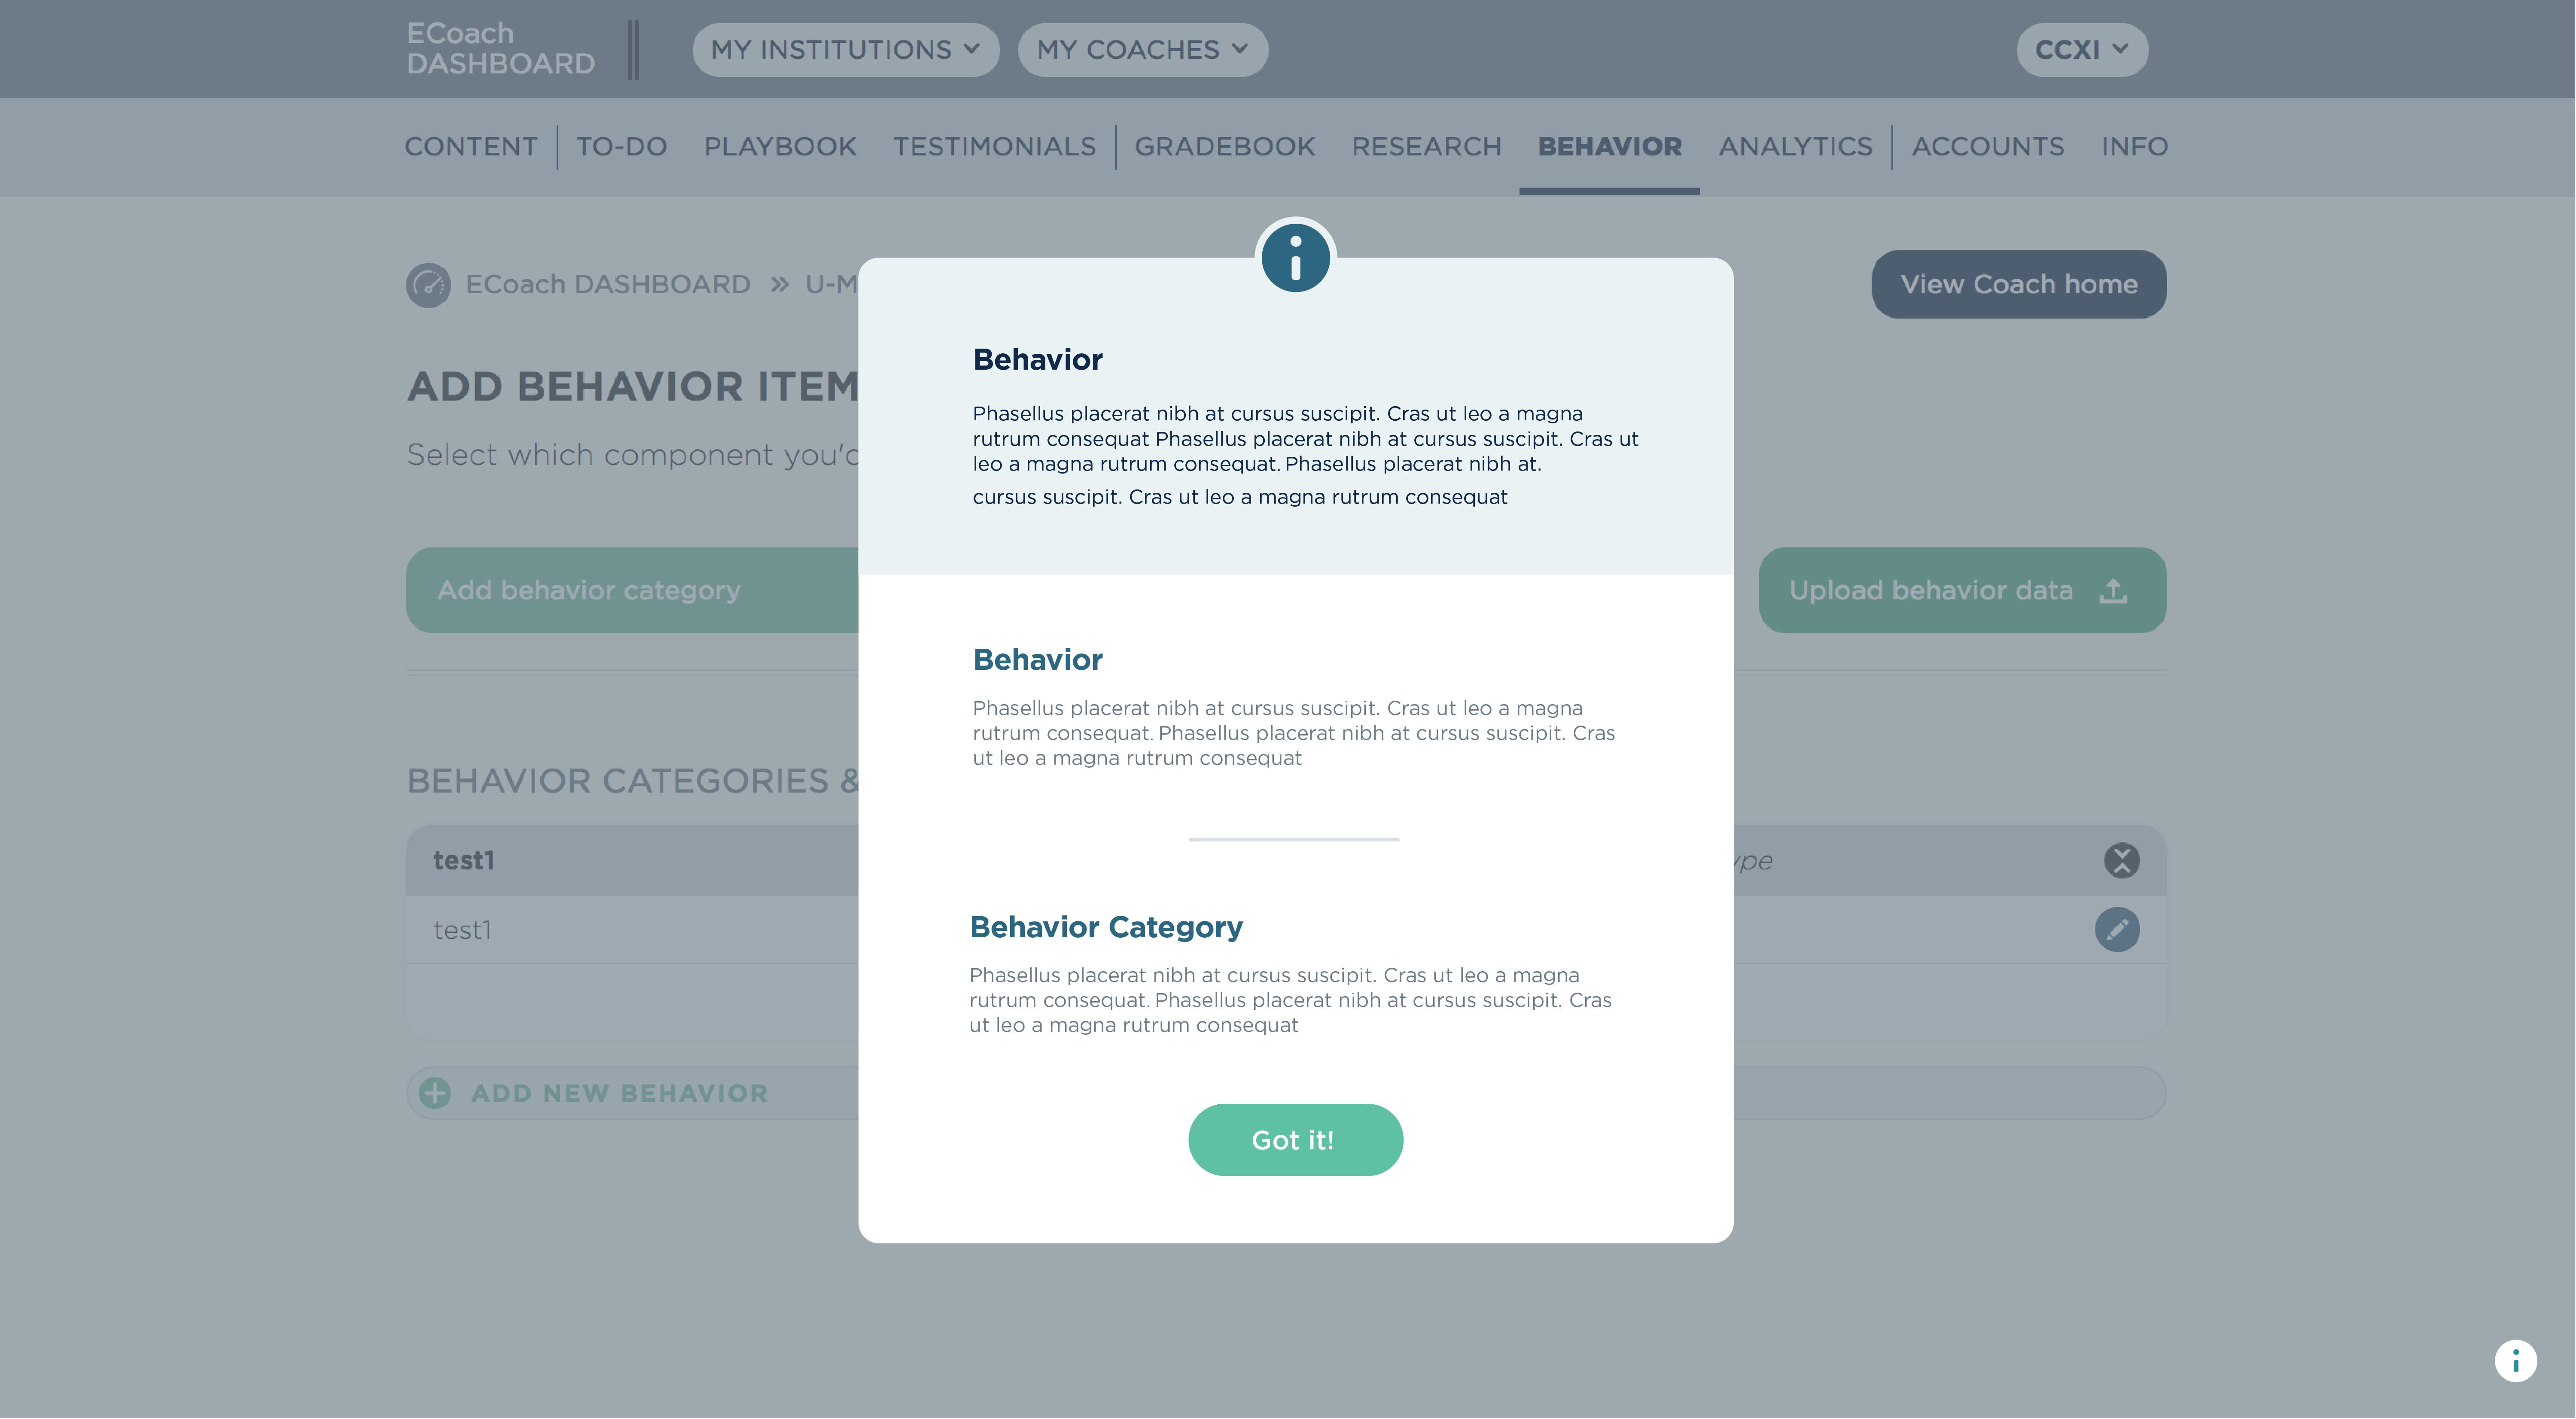 ECoach
DASHBOARD
MY INSTITUTIONS
MY COACHES
CCXI
CONTENT
TO-DO
PLAYBOOK
TESTIMONIALS
GRADEBOOK
RESEARCH
BEHAVIOR
ANALYTICS
ACCOUNTS
INFO
ECoach DASHBOARD » U-M
View Coach home
ADD BEHAVIOR ITEM
Select which component
Add behavior category
Upload behavior data
BEHAVIOR CATEGORIES &
test1
test1
ADD NEW BEHAVIOR
Behavior
Phasellus placerat nibh at cursus suscipit. Cras ut leo a magna
rutrum consequat Phasellus placerat nibh at cursus suscipit. Cras ut
leo a magna rutrum consequat. Phasellus placerat nibh at.
cursus suscipit. Cras ut leo a magna rutrum consequat
Behavior
Phasellus placerat nibh at cursus suscipit. Cras ut leo a magna
rutrum consequat. Phasellus placerat nibh at cursus suscipit. Cras
ut leo a magna rutrum consequat
Behavior Category
Phasellus placerat nibh at cursus suscipit. Cras ut leo a magna
rutrum consequat. Phasellus placerat nibh at cursus suscipit. Cras
ut leo a magna rutrum consequat
Got it!